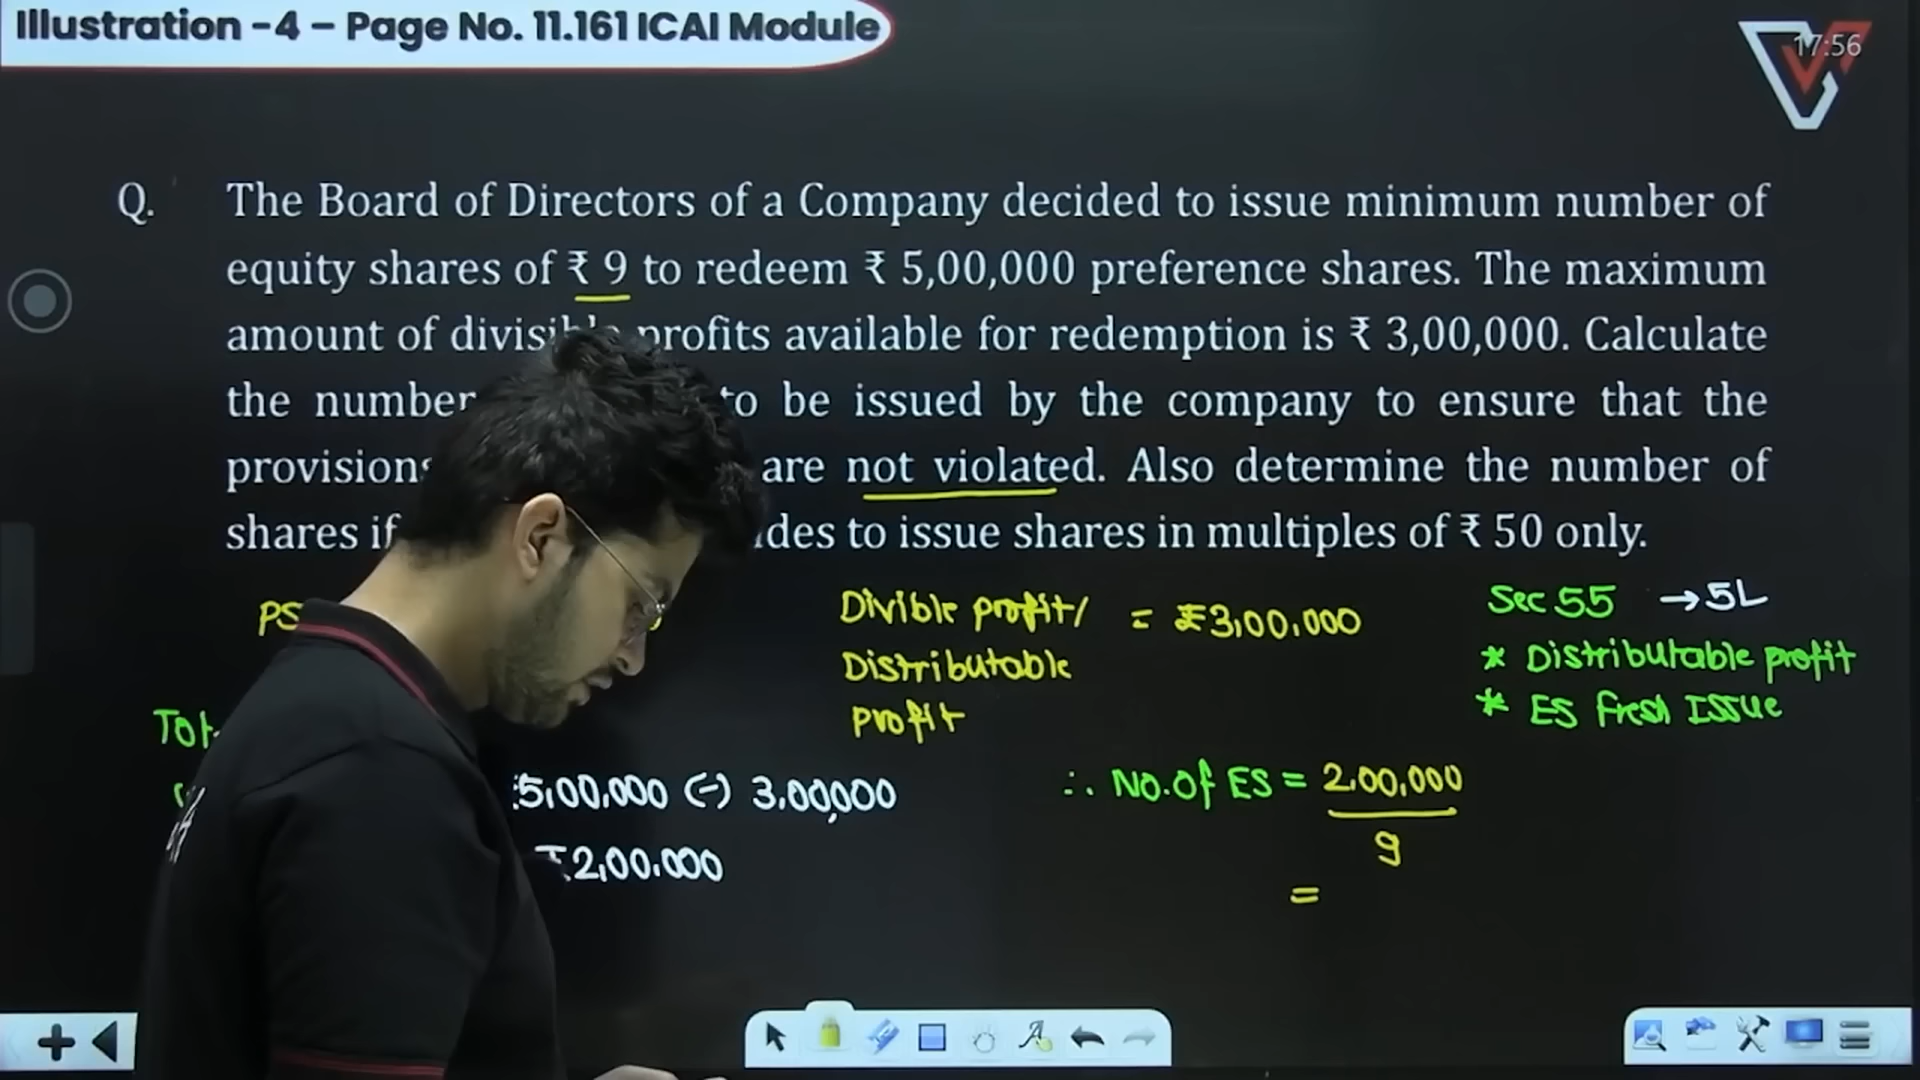 Illustration -4 – Page No. 11.161 ICAI Module
17:56
Q. The Board of Directors of a Company decided to issue minimum number of
equity shares of ₹ 9 to redeem ₹ 5,00,000 preference shares. The maximum
amount of profits available for redemption is ₹ 3,00,000. Calculate
the number to be issued by the company to ensure that the
are not violated. Also determine the number of
shares if to issue shares in multiples of ₹ 50 only.
PS
Divible profit/ = ₹3,00,000
Distributable
profit
Sec 55 →5L
* Distributable profit
* ES Fresh Issue
5,00,000 (-) 3,00,000
₹2,00,000
∴ No.Of ES = 2,00,000
9
=